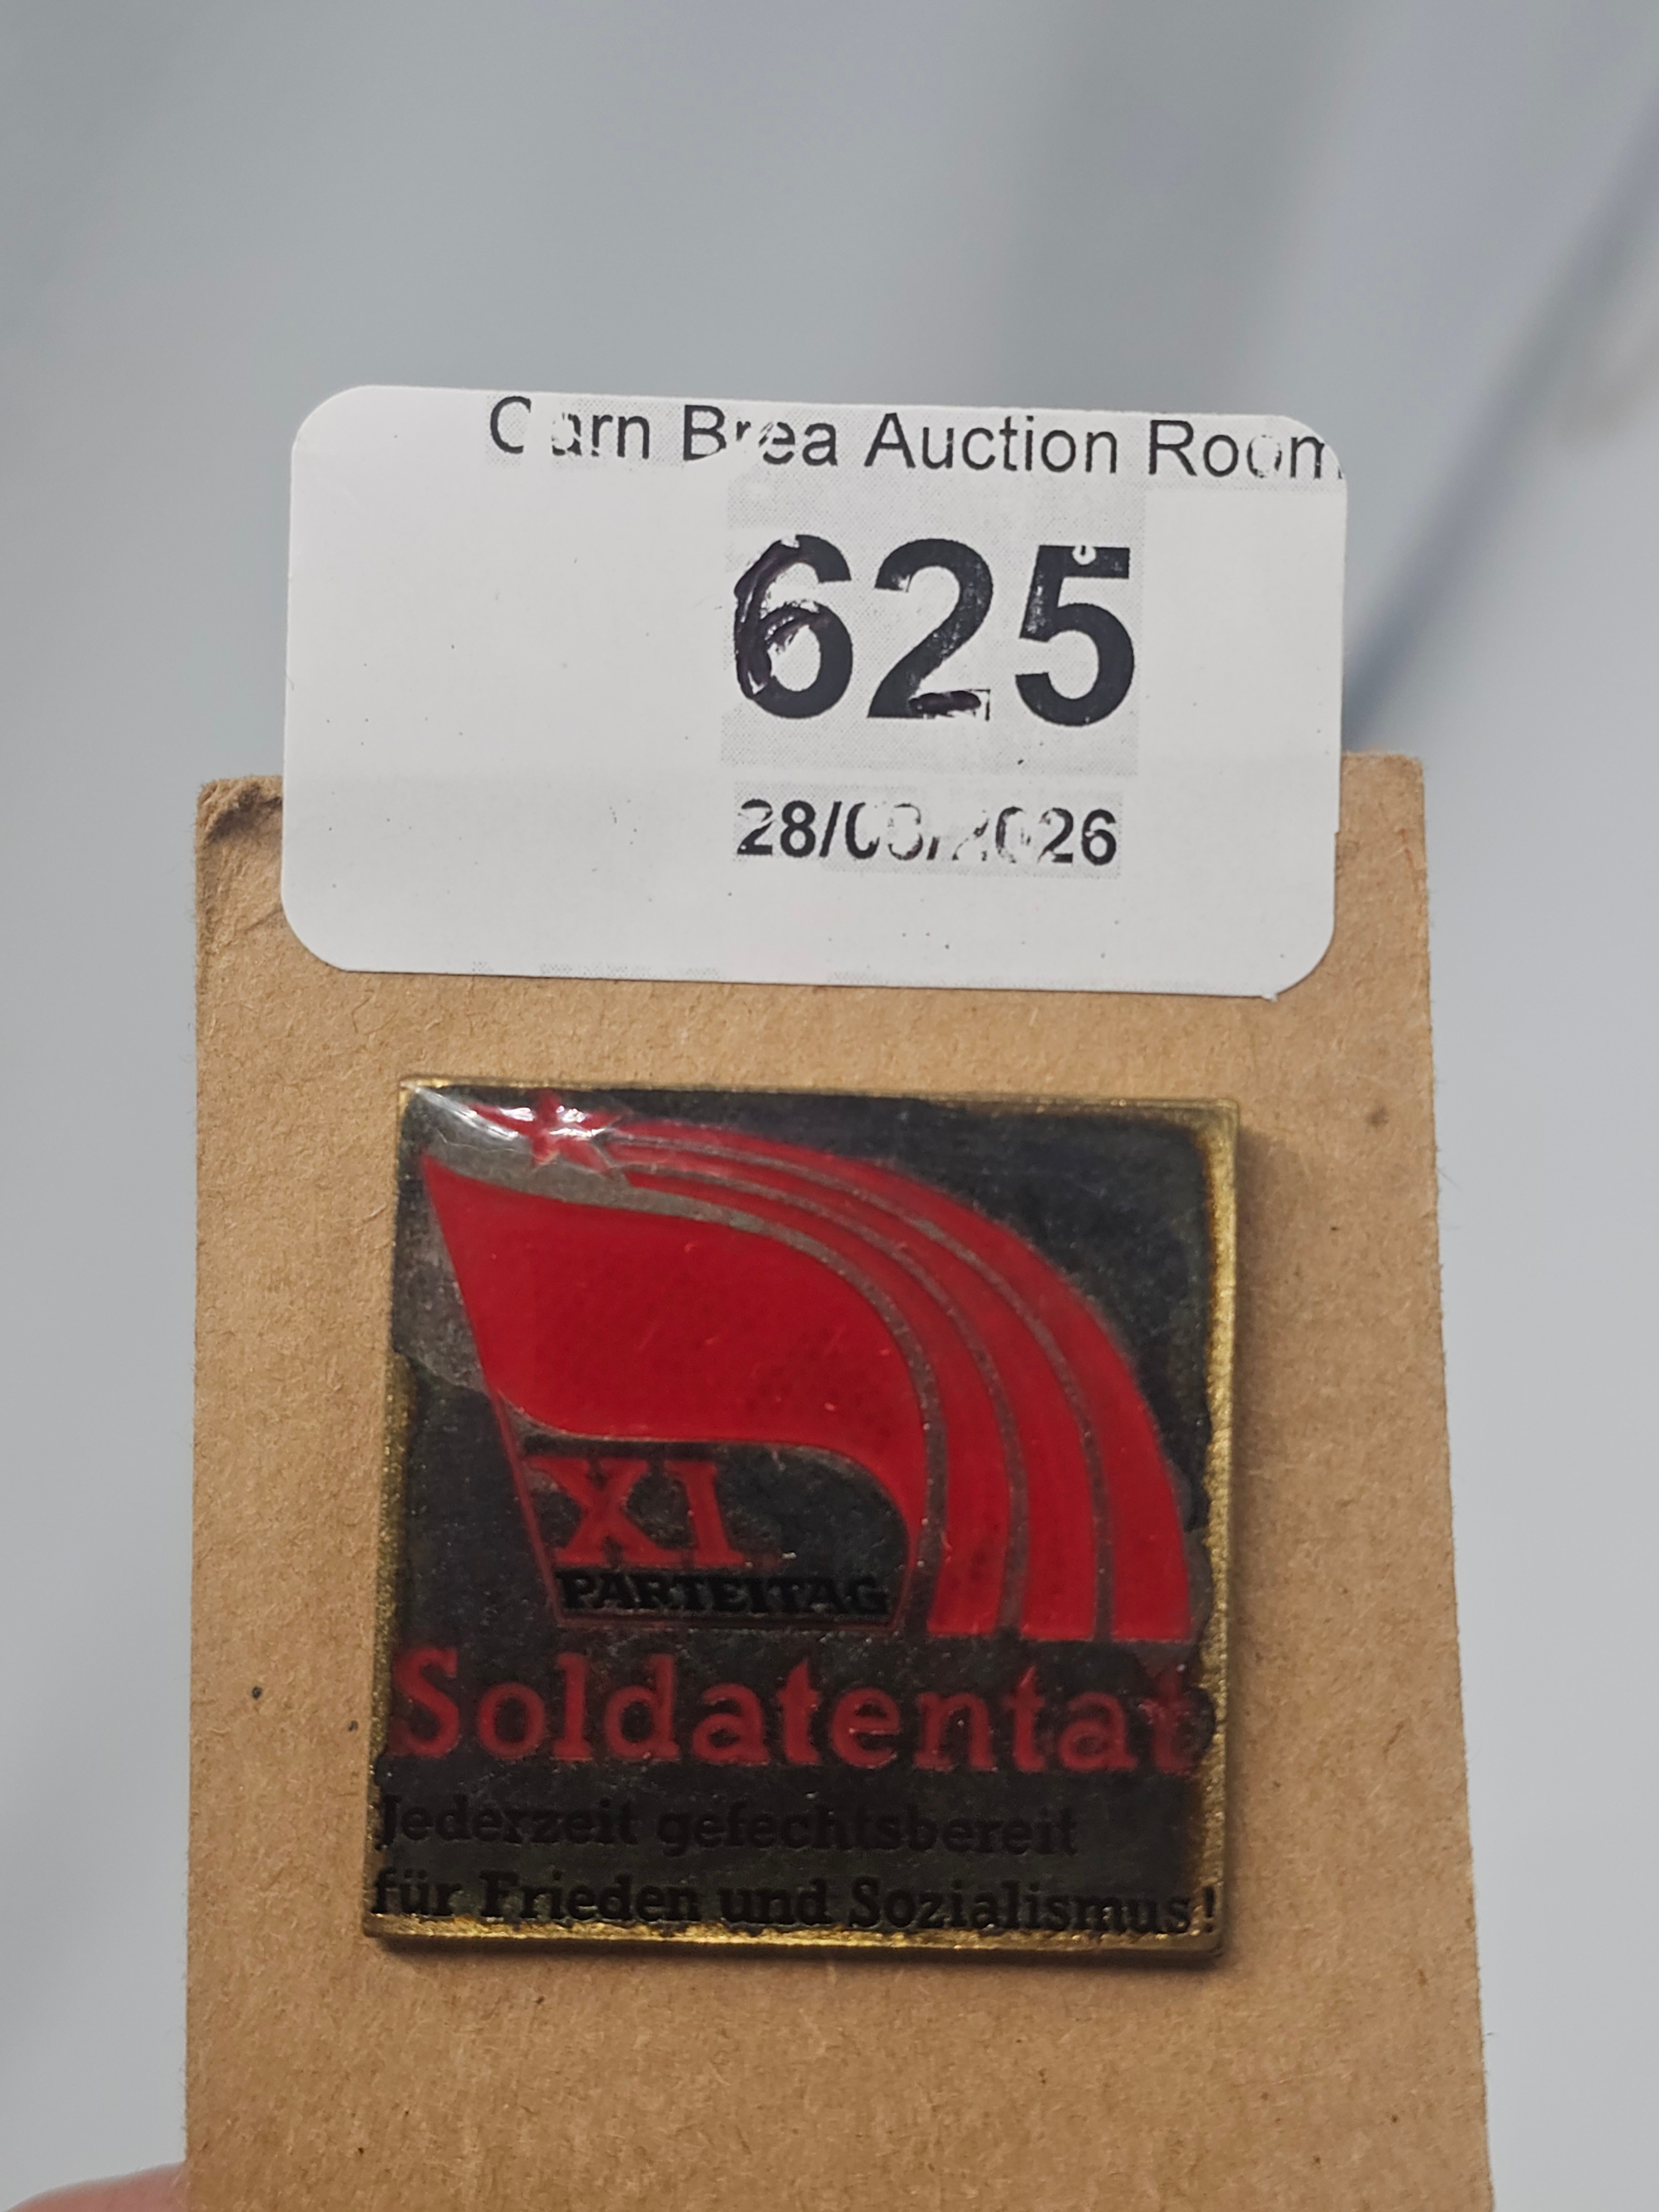 Carn Brea Auction Room
625
XI
PARTEITAG
Soldatentat
Jederzeit gefechtsbereit
für Frieden und Sozialismus!